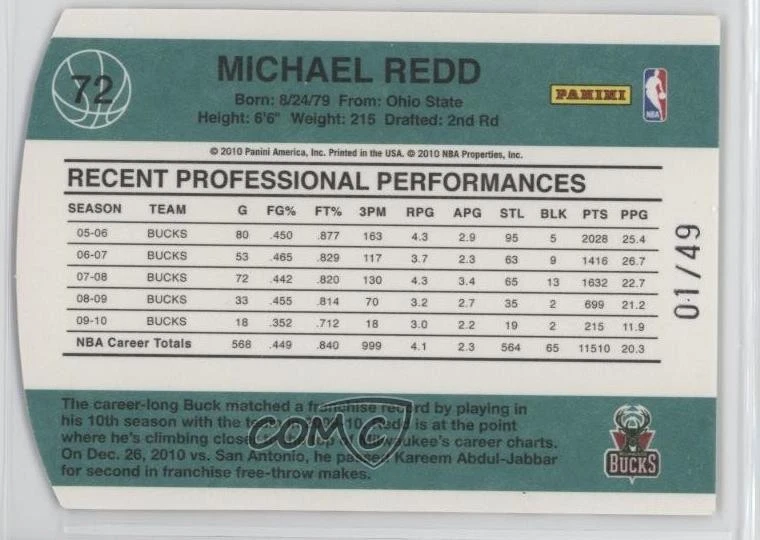 72
MICHAEL REDD
Born: 8/24/79 From: Ohio State
Height: 6'6" Weight: 215 Drafted: 2nd Rd
PANINI
NBA
© 2010 Panini America, Inc. Printed in the USA. © 2010 NBA Properties, Inc.
RECENT PROFESSIONAL PERFORMANCES
SEASON TEAM G FG% FT% 3PM RPG APG STL BLK PTS PPG
05-06 BUCKS 80 .450 .877 163 4.3 2.9 95 5 2028 25.4
06-07 BUCKS 53 .465 .829 117 3.7 2.3 63 9 1416 26.7
07-08 BUCKS 72 .442 .820 130 4.3 3.4 65 13 1632 22.7
08-09 BUCKS 33 .455 .814 70 3.2 2.7 35 2 699 21.2
09-10 BUCKS 18 .352 .712 18 3.0 2.2 19 2 215 11.9
NBA Career Totals 568 .449 .840 999 4.1 2.3 564 65 11510 20.3
01/49
The career-long Buck matched a franchise record by playing in
his 10th season with the 10. Redd is at the point
where he's climbing Milwaukee's career charts.
On Dec. 26, 2010 vs. San Antonio, he passed Kareem Abdul-Jabbar
for second in franchise free-throw makes.
COMC
BUCKS